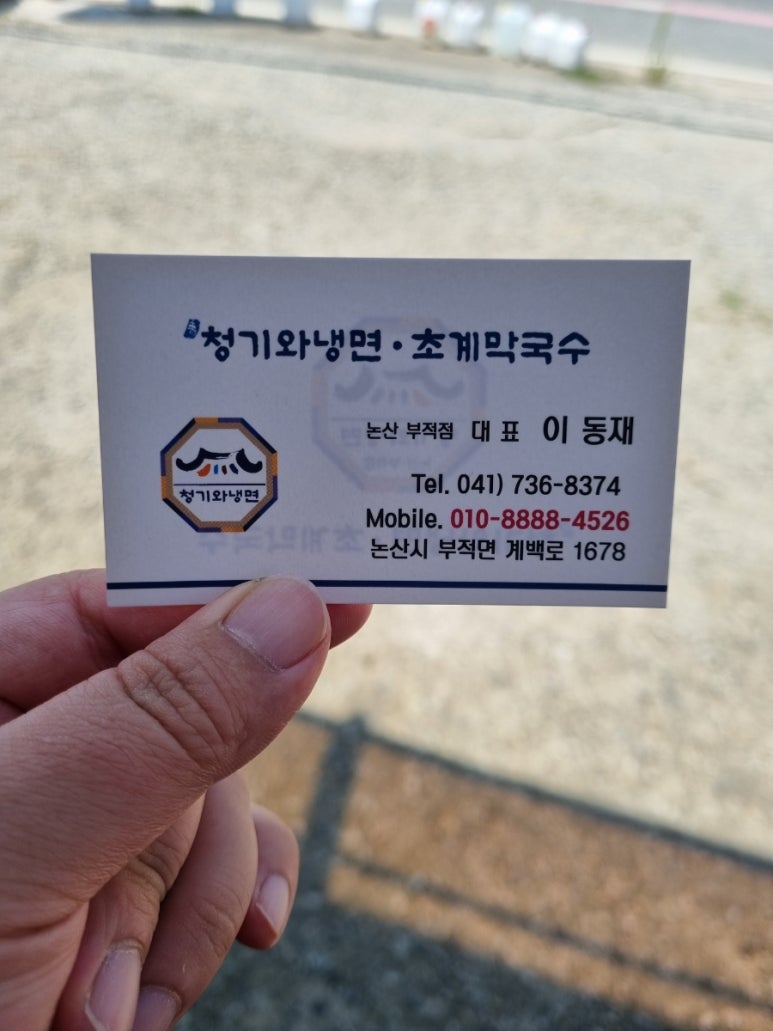 청기와냉면·초계막국수
논산 부적점 대표 이동재
청기와냉면
Tel. 041) 736-8374
Mobile. 010-8888-4526
논산시 부적면 계백로 1678